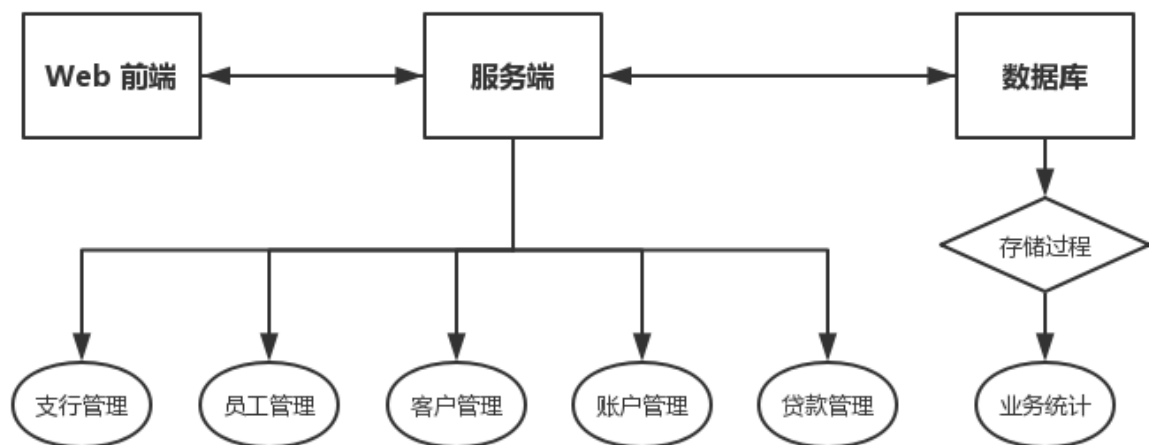 Web 前端
服务端
数据库
存储过程
支行管理
员工管理
客户管理
账户管理
贷款管理
业务统计